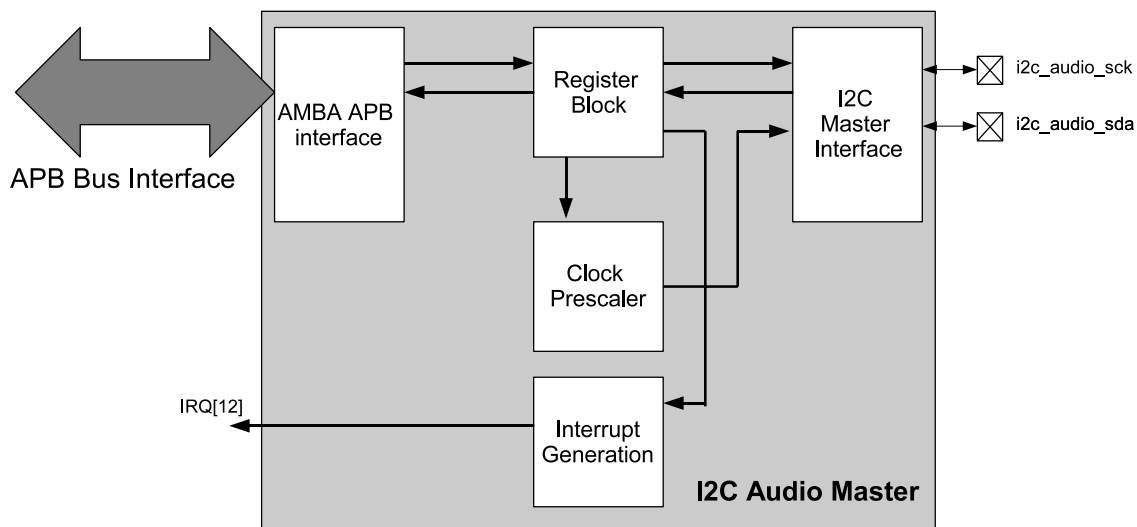 AMBA APB
interface
Register
Block
I2C
Master
Interface
i2c_audio_sck
i2c_audio_sda
APB Bus Interface
Clock
Prescaler
IRQ[12]
Interrupt
Generation
I2C Audio Master